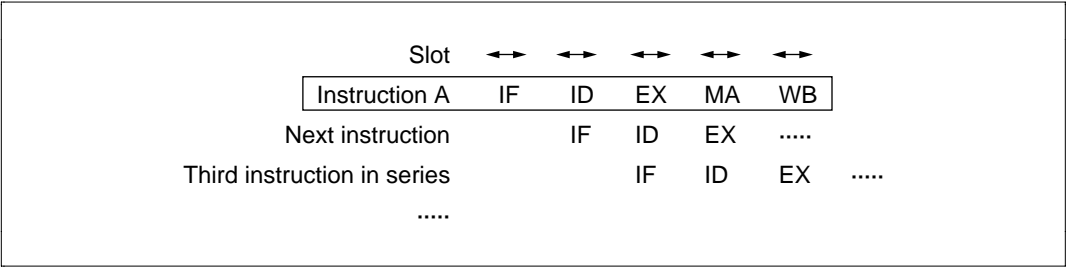 Slot
Instruction A IF ID EX MA WB
Next instruction IF ID EX .....
Third instruction in series IF ID EX .....
.....